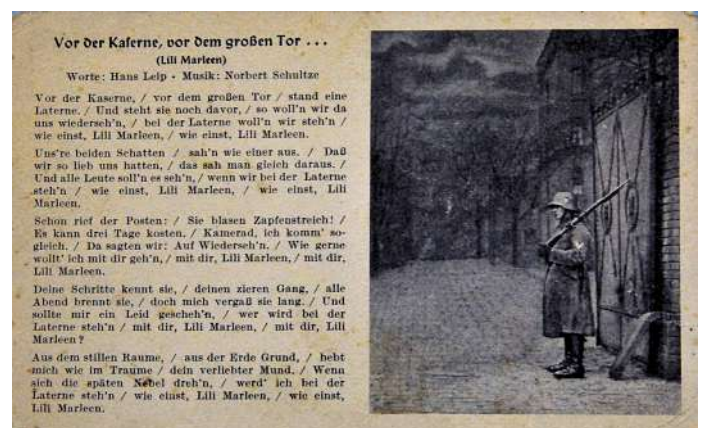 Vor der Kaserne, vor dem großen Tor ...
(Lili Marleen)
Worte: Hans Leip - Musik: Norbert Schultze
Vor der Kaserne, / vor dem großen Tor / stand eine
Laterne. / Und steht sie noch davor, / so woll'n wir da
uns wiederseh'n, / bei der Laterne woll'n wir steh'n /
wie einst, Lili Marleen, / wie einst, Lili Marleen.
Uns're beiden Schatten / sah'n wie einer aus. / Daß
wir so lieb uns hatten, / das sah man gleich daraus. /
Und alle Leute soll'n es seh'n, / wenn wir bei der Laterne
steh'n / wie einst, Lili Marleen, / wie einst, Lili
Marleen.
Schon rief der Posten: / Sie blasen Zapfenstreich! /
Es kann drei Tage kosten. / Kamerad, ich komm' so-
gleich. / Da sagten wir: Auf Wiederseh'n. / Wie gerne
wollt' ich mit dir geh'n, / mit dir, Lili Marleen, / mit dir,
Lili Marleen.
Deine Schritte kennt sie, / deinen zieren Gang, / alle
Abend brennt sie, / doch mich vergaß sie lang. / Und
sollte mir ein Leid gescheh'n, / wer wird bei der
Laterne steh'n / mit dir, Lili Marleen, / mit dir, Lili
Marleen?
Aus dem stillen Raume, / aus der Erde Grund, / hebt
mich wie im Traume / dein verliebter Mund. / Wenn
sich die späten Nebel dreh'n, / werd' ich bei der
Laterne steh'n / wie einst, Lili Marleen, / wie einst,
Lili Marleen.